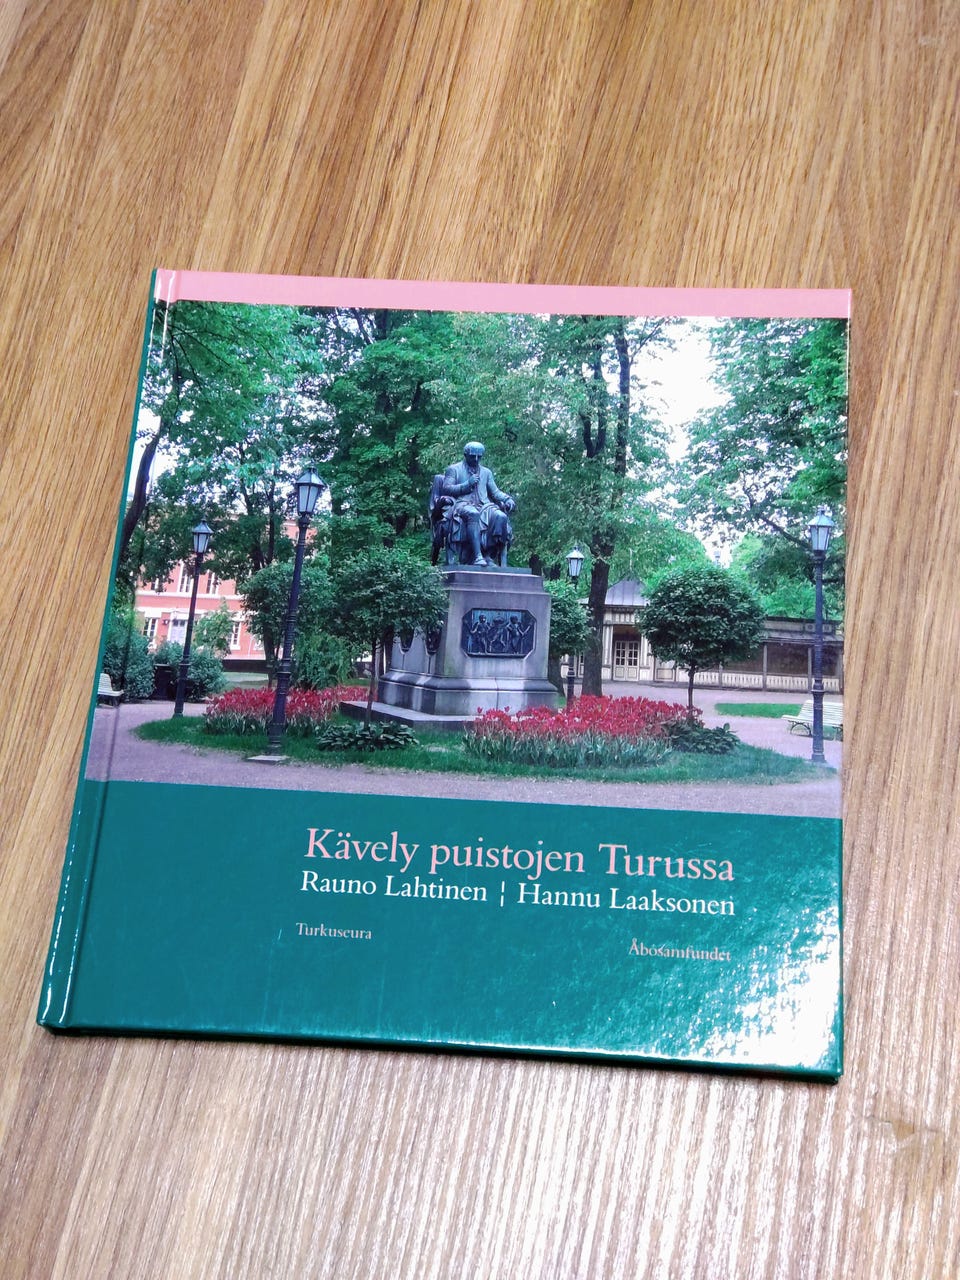 Kävely puistojen Turussa
Rauno Lahtinen ¦ Hannu Laaksonen
Turkuseura
Åbosamfundet